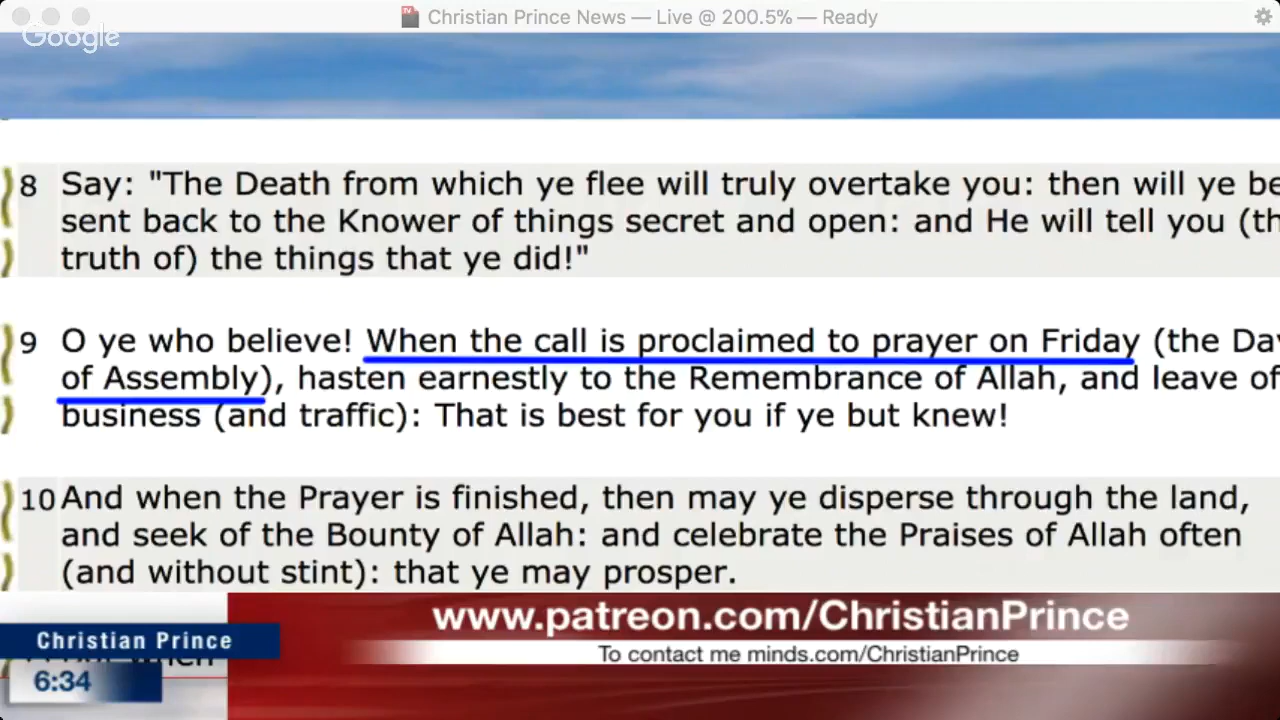 Christian Prince News — Live @ 200.5% — Ready
Google
8 Say: "The Death from which ye flee will truly overtake you: then will ye be
sent back to the Knower of things secret and open: and He will tell you (th
truth of) the things that ye did!"
9 O ye who believe! When the call is proclaimed to prayer on Friday (the Da
of Assembly), hasten earnestly to the Remembrance of Allah, and leave of
business (and traffic): That is best for you if ye but knew!
10 And when the Prayer is finished, then may ye disperse through the land,
and seek of the Bounty of Allah: and celebrate the Praises of Allah often
(and without stint): that ye may prosper.
www.patreon.com/ChristianPrince
Christian Prince
To contact me minds.com/ChristianPrince
6:34